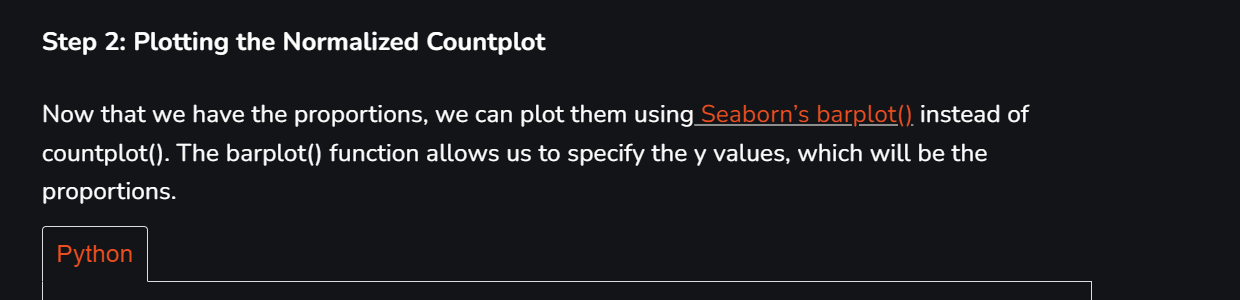 Step 2: Plotting the Normalized Countplot
Now that we have the proportions, we can plot them using Seaborn’s barplot() instead of
countplot(). The barplot() function allows us to specify the y values, which will be the
proportions.
Python